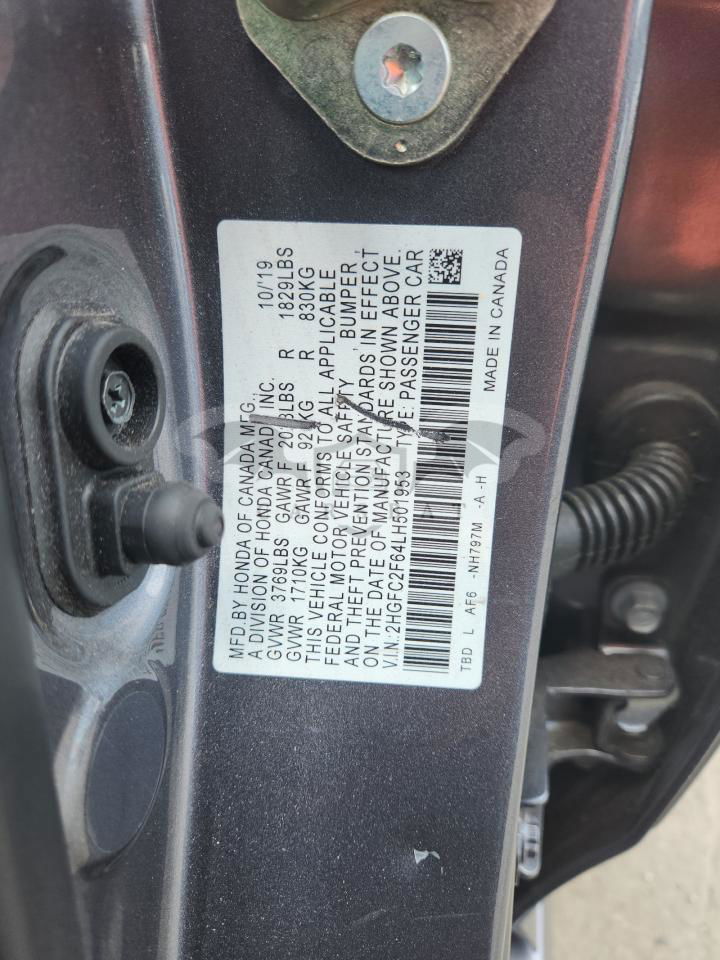 MFD.BY HONDA OF CANADA MFG., 10/'19
A DIVISION OF HONDA CANADA INC.
GVWR 3769LBS GAWR F LBS R 1829LBS
GVWR 1710KG GAWR F KG R 830KG
THIS VEHICLE CONFORMS TO ALL APPLICABLE
FEDERAL MOTOR VEHICLE SAFETY, BUMPER,
AND THEFT PREVENTION STANDARDS IN EFFECT
ON THE DATE OF MANUFACTURE SHOWN ABOVE.
V.I.N.:2HGFC2F64LH501953 TYPE: PASSENGER CAR
TBD L AF6 -NH797M -A -H MADE IN CANADA